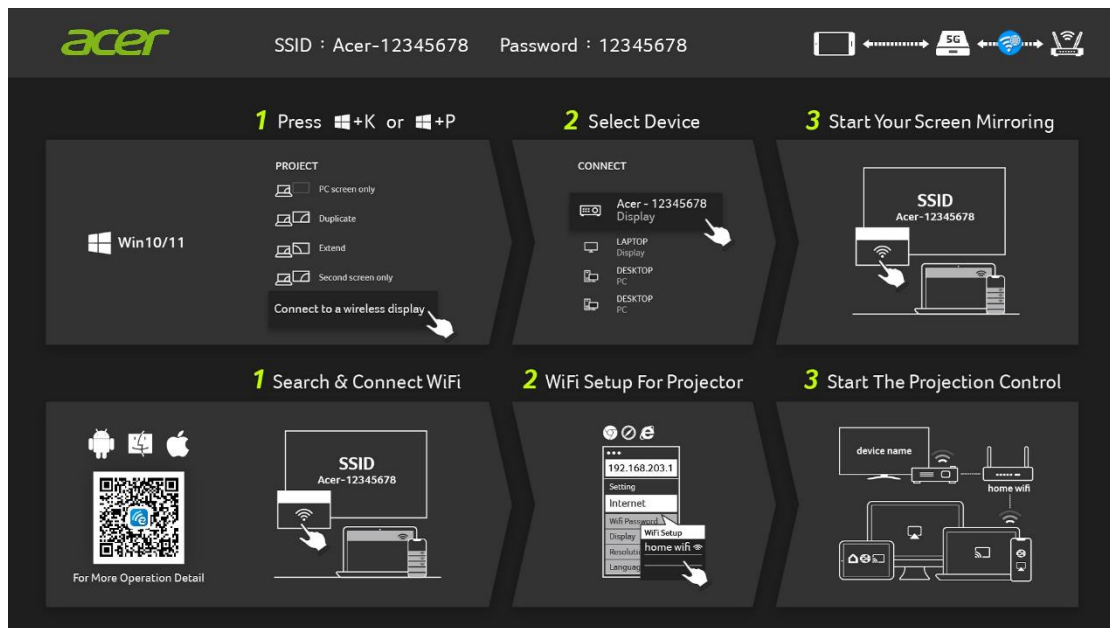 acer
SSID : Acer-12345678 Password : 12345678
5G
1 Press +K or +P
2 Select Device
3 Start Your Screen Mirroring
Win10/11
PROJECT
PC screen only
Duplicate
Extend
Second screen only
Connect to a wireless display
CONNECT
Acer - 12345678
Display
LAPTOP
Display
DESKTOP
PC
DESKTOP
PC
SSID
Acer-12345678
1 Search & Connect WiFi
2 WiFi Setup For Projector
3 Start The Projection Control
For More Operation Detail
SSID
Acer-12345678
192.168.203.1
Setting
Internet
Wifi Password
Display
Languag
WiFi Setup
home wifi
device name
home wifi